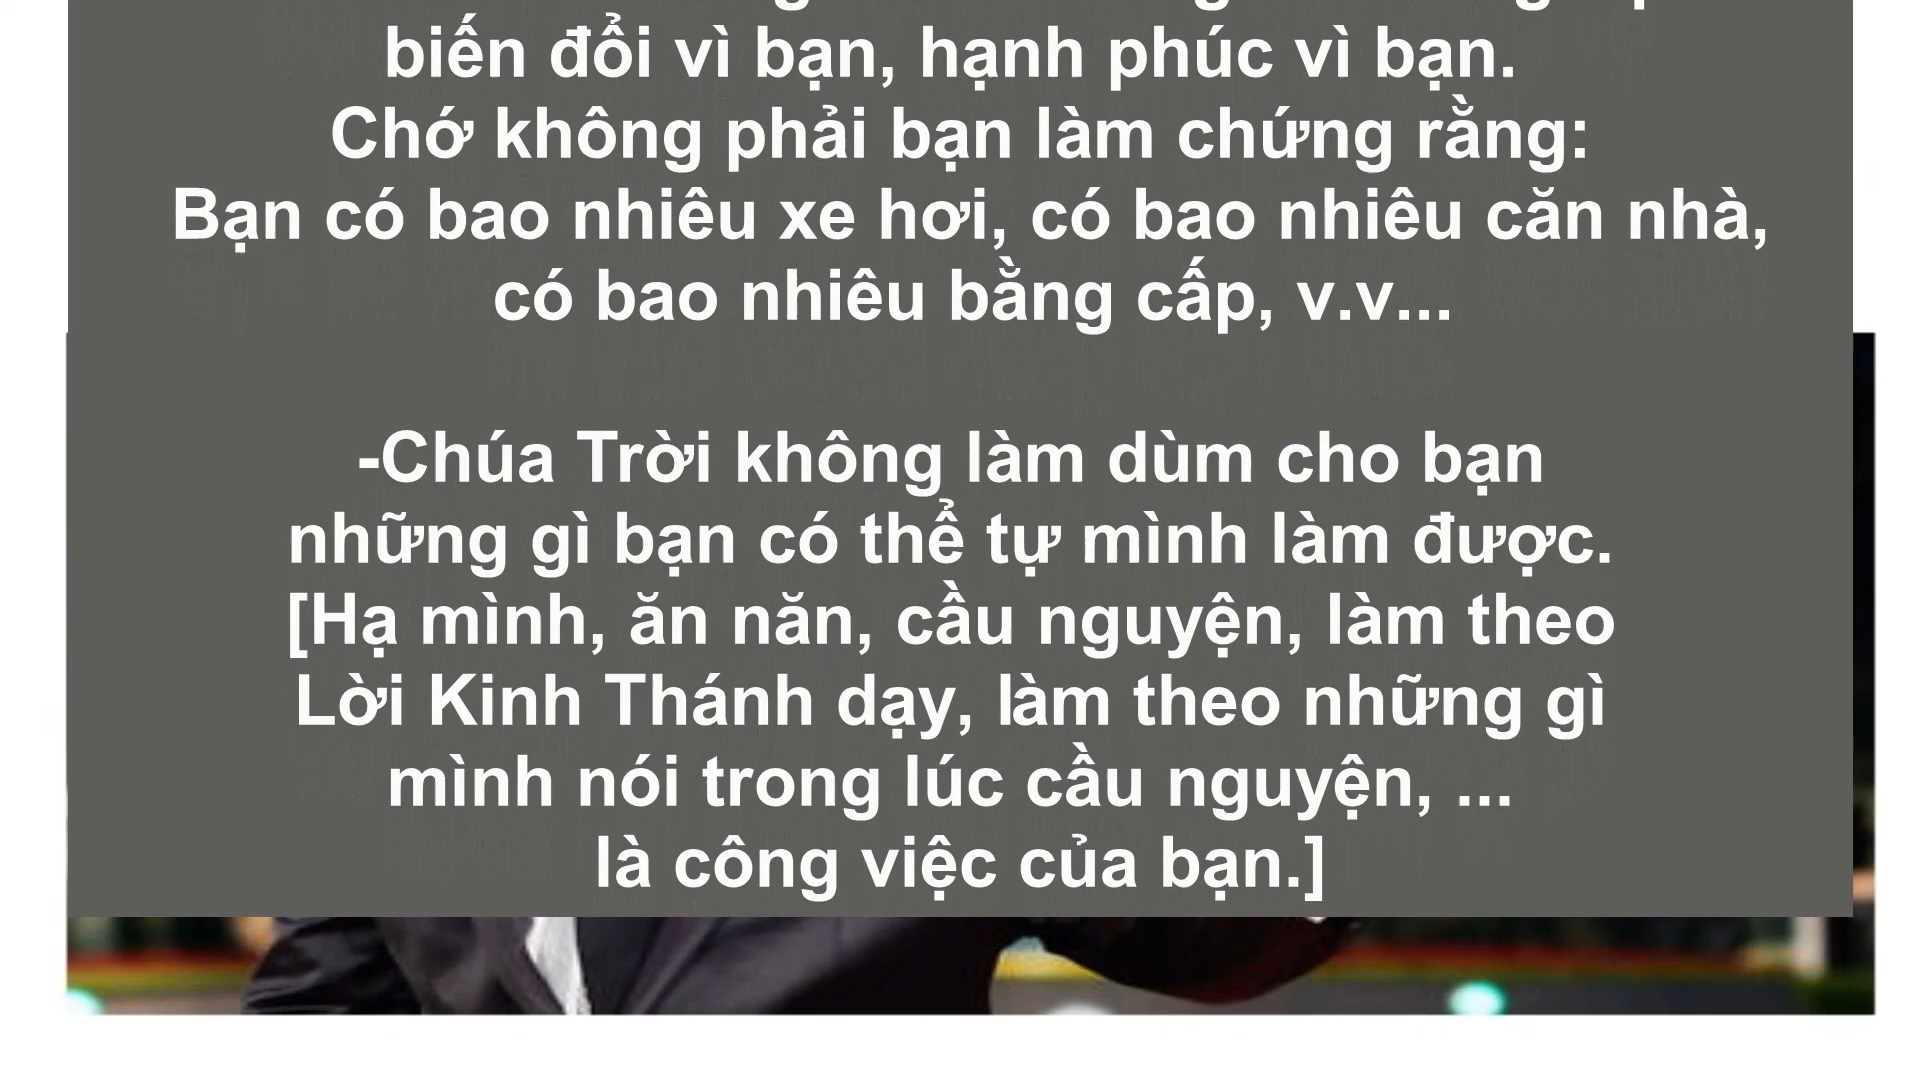 biến đổi vì bạn, hạnh phúc vì bạn.
Chớ không phải bạn làm chứng rằng:
Bạn có bao nhiêu xe hơi, có bao nhiêu căn nhà,
có bao nhiêu bằng cấp, v.v...
-Chúa Trời không làm dùm cho bạn
những gì bạn có thể tự mình làm được.
[Hạ mình, ăn năn, cầu nguyện, làm theo
Lời Kinh Thánh dạy, làm theo những gì
mình nói trong lúc cầu nguyện, ...
là công việc của bạn.]